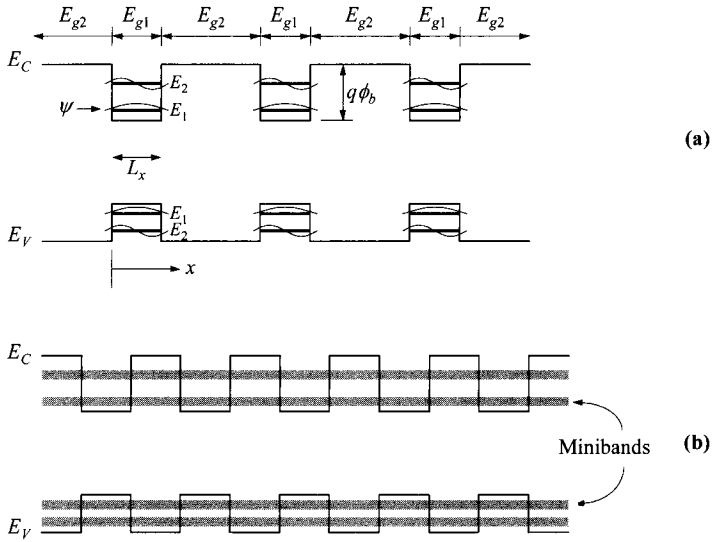 E_g2 E_g1 E_g2 E_g1 E_g2 E_g1 E_g2
E_C
E_2
qϕ_b
ψ
E_1
(a)
L_x
E_1
E_V
E_2
x
E_C
Minibands
(b)
E_V